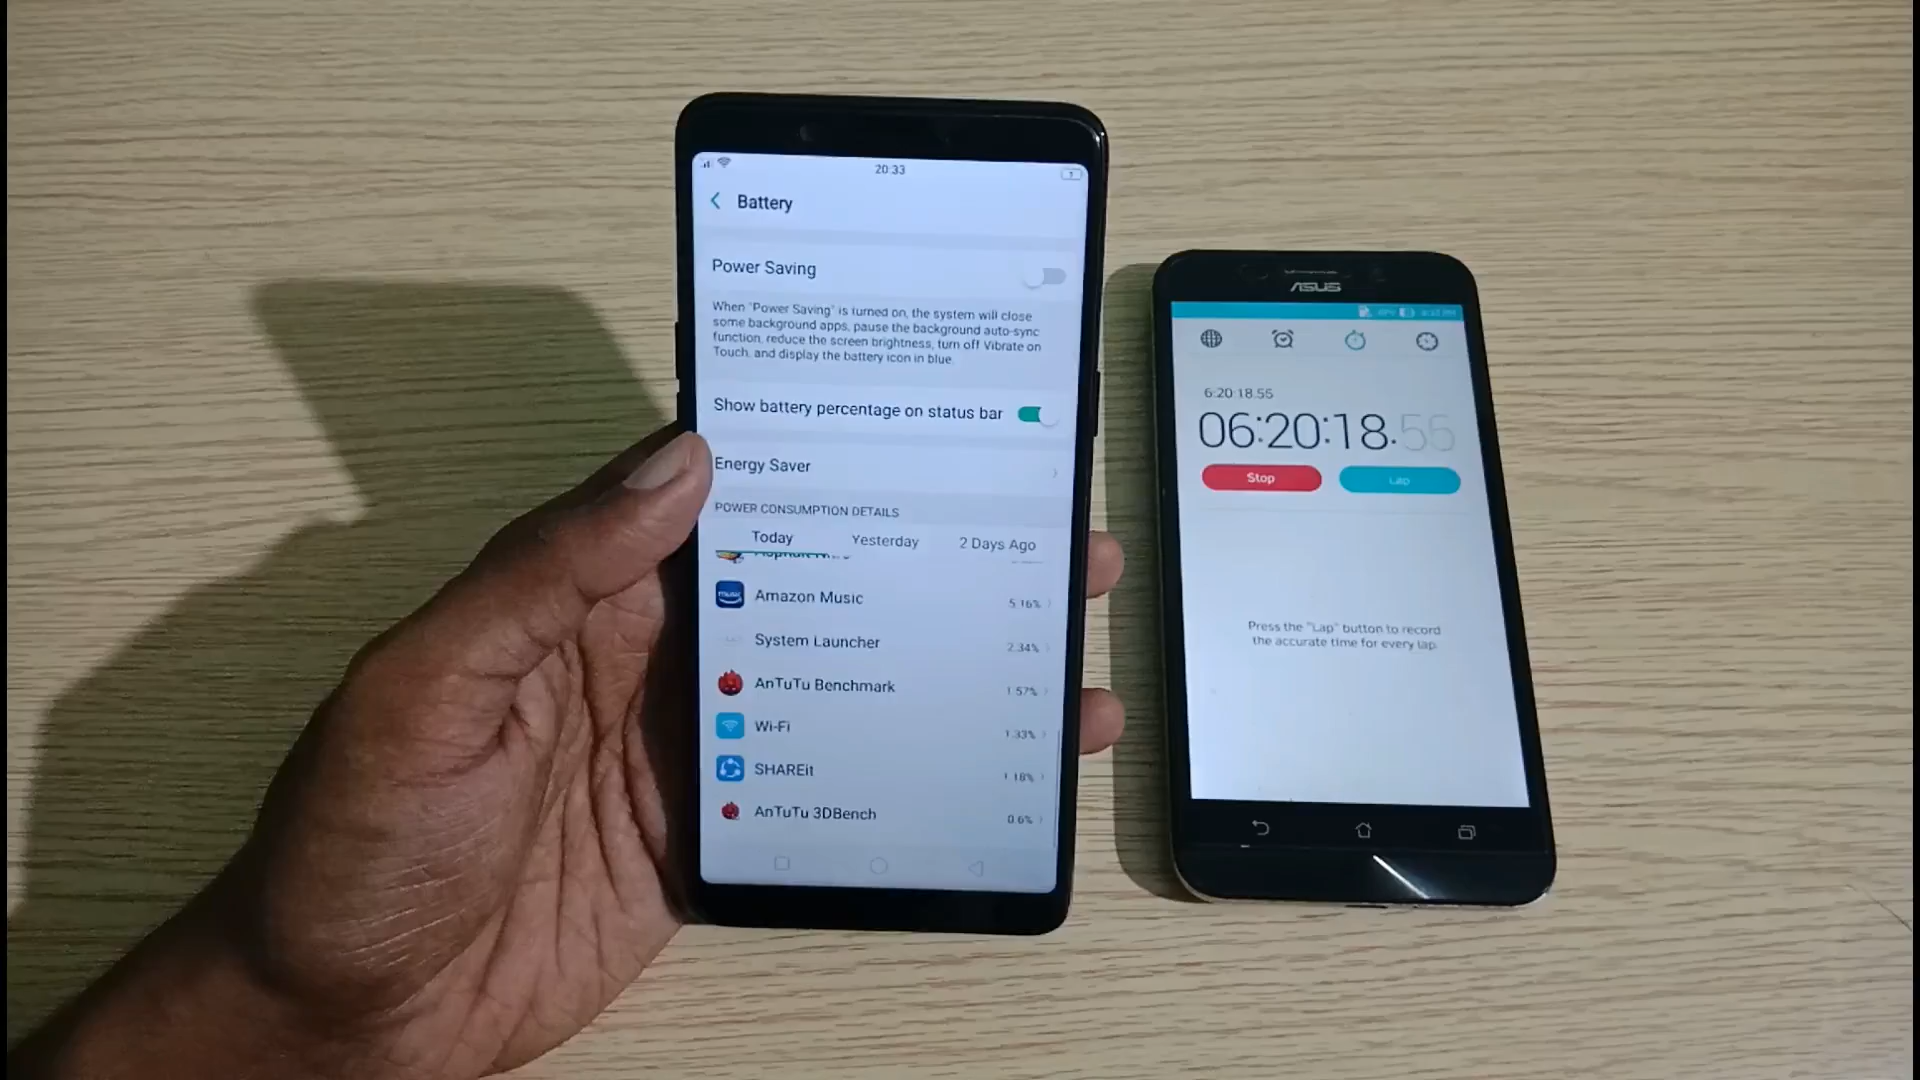 20:33
Battery
Power Saving
When "Power Saving" is turned on, the system will close
some background apps, pause the background auto-sync
function, reduce the screen brightness, turn off Vibrate on
Touch, and display the battery icon in blue.
Show battery percentage on status bar
Energy Saver
POWER CONSUMPTION DETAILS
Today Yesterday 2 Days Ago
Amazon Music 5.16%
System Launcher 2.34%
AnTuTu Benchmark 1.57%
Wi-Fi 1.33%
SHAREit 1.18%
AnTuTu 3DBench 0.6%
ASUS
6:20:18.55
06:20:18.55
Stop Lap
Press the "Lap" button to record
the accurate time for every lap.